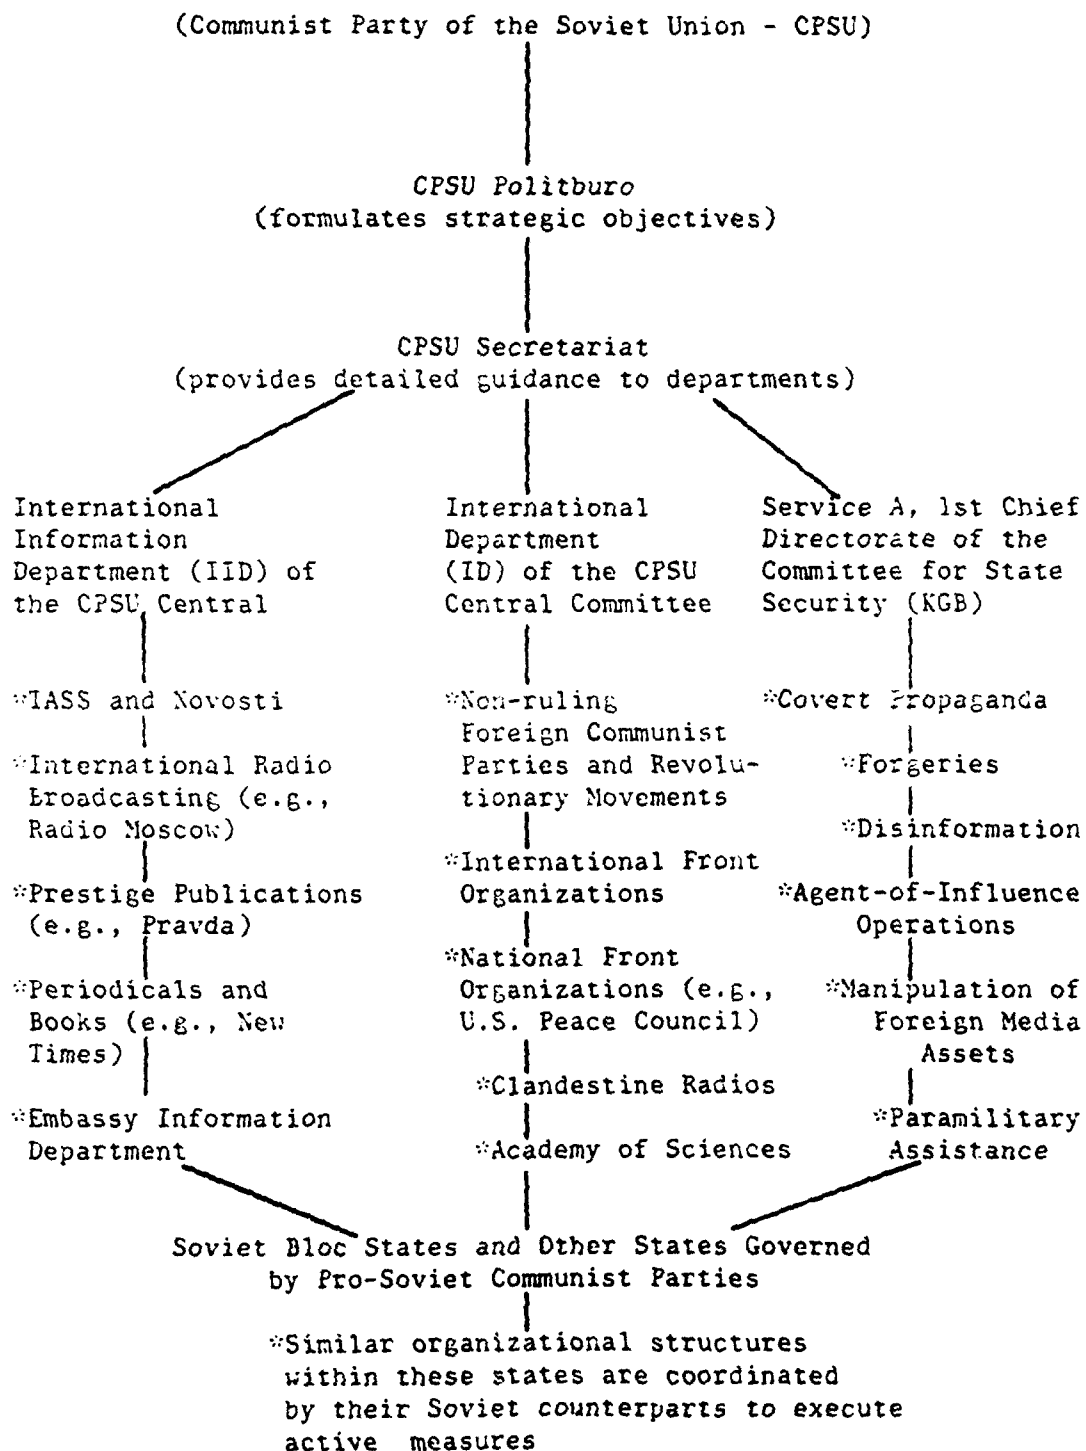 (Communist Party of the Soviet Union - CPSU)
CPSU Politburo
(formulates strategic objectives)
CPSU Secretariat
(provides detailed guidance to departments)
International
Information
Department (IID) of
the CPSU Central
International
Department
(ID) of the CPSU
Central Committee
Service A, 1st Chief
Directorate of the
Committee for State
Security (KGB)
*TASS and Novosti
*International Radio
Broadcasting (e.g.,
Radio Moscow)
*Prestige Publications
(e.g., Pravda)
*Periodicals and
Books (e.g., New
Times)
*Embassy Information
Department
*Non-ruling
Foreign Communist
Parties and Revolu-
tionary Movements
*International Front
Organizations
*National Front
Organizations (e.g.,
U.S. Peace Council)
*Clandestine Radios
*Academy of Sciences
*Covert Propaganda
*Forgeries
*Disinformation
*Agent-of-Influence
Operations
*Manipulation of
Foreign Media
Assets
*Paramilitary
Assistance
Soviet Bloc States and Other States Governed
by Pro-Soviet Communist Parties
*Similar organizational structures
within these states are coordinated
by their Soviet counterparts to execute
active measures